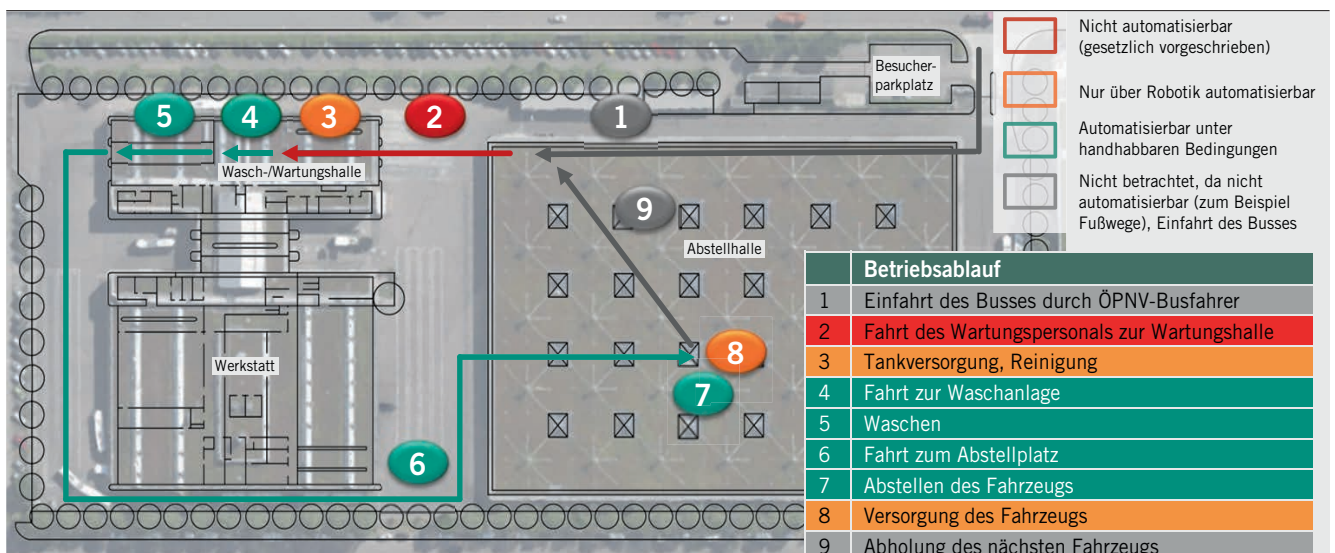 Nicht automatisierbar
(gesetzlich vorgeschrieben)
Nur über Robotik automatisierbar
Automatisierbar unter
handhabbaren Bedingungen
Nicht betrachtet, da nicht
automatisierbar (zum Beispiel
Fußwege), Einfahrt des Busses
Besucher-
parkplatz
5
4
3
2
1
Wasch-/Wartungshalle
9
Abstellhalle
Werkstatt
8
7
6
Betriebsablauf
1 Einfahrt des Busses durch ÖPNV-Busfahrer
2 Fahrt des Wartungspersonals zur Wartungshalle
3 Tankversorgung, Reinigung
4 Fahrt zur Waschanlage
5 Waschen
6 Fahrt zum Abstellplatz
7 Abstellen des Fahrzeugs
8 Versorgung des Fahrzeugs
9 Abholung des nächsten Fahrzeugs